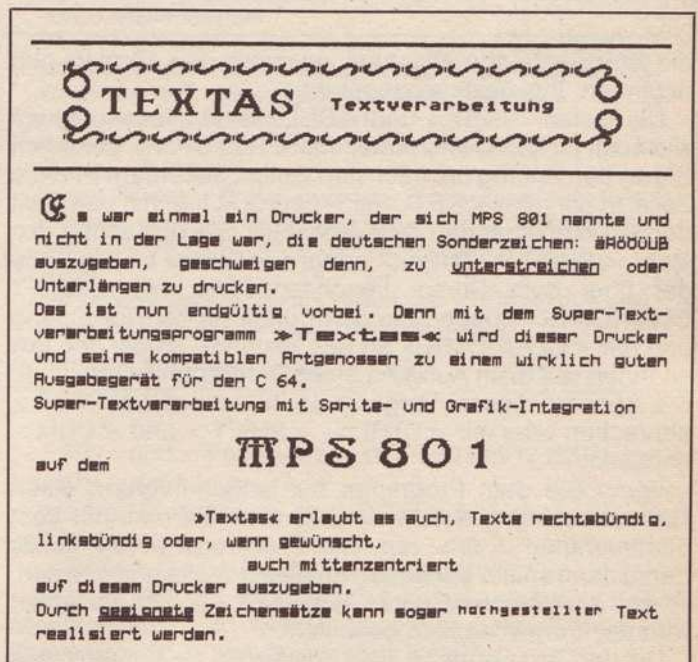 TEXTAS Textverarbeitung
Es war einmal ein Drucker, der sich MPS 801 nannte und
nicht in der Lage war, die deutschen Sonderzeichen: äÄöÖüÜß
auszugeben, geschweigen denn, zu unterstreichen oder
Unterlängen zu drucken.
Das ist nun endgültig vorbei. Denn mit dem Super-Text-
verarbeitungsprogramm »Textas« wird dieser Drucker
und seine kompatiblen Artgenossen zu einem wirklich guten
Ausgabegerät für den C 64.
Super-Textverarbeitung mit Sprite- und Grafik-Integration
auf dem MPS 801
»Textas« erlaubt es auch, Texte rechtsbündig,
linksbündig oder, wenn gewünscht,
auch mittenzentriert
auf diesem Drucker auszugeben.
Durch geeignete Zeichensätze kann sogar hochgestellter Text
realisiert werden.